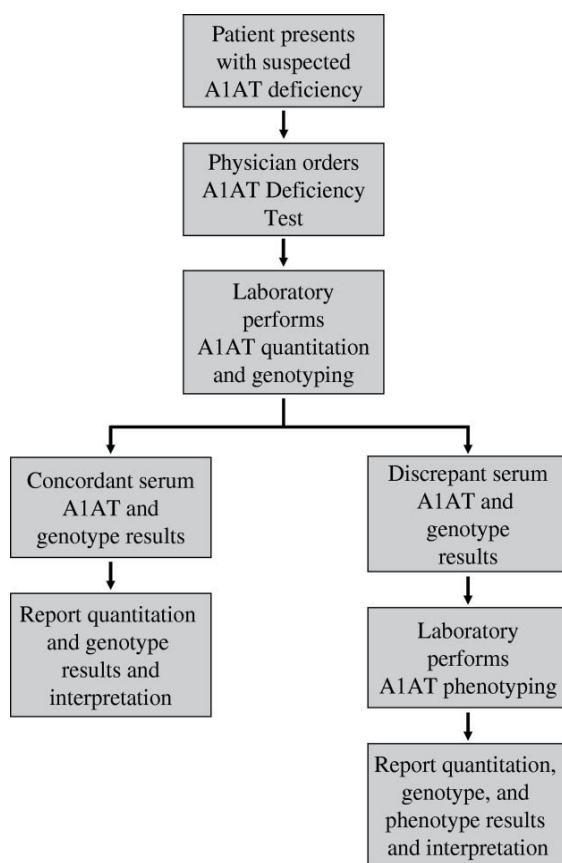 Patient presents
with suspected
A1AT deficiency
Physician orders
A1AT Deficiency
Test
Laboratory
performs
A1AT quantitation
and genotyping
Concordant serum
A1AT and
genotype results
Report quantitation
and genotype
results and
interpretation
Discrepant serum
A1AT and
genotype
results
Laboratory
performs
A1AT phenotyping
Report quantitation,
genotype, and
phenotype results
and interpretation